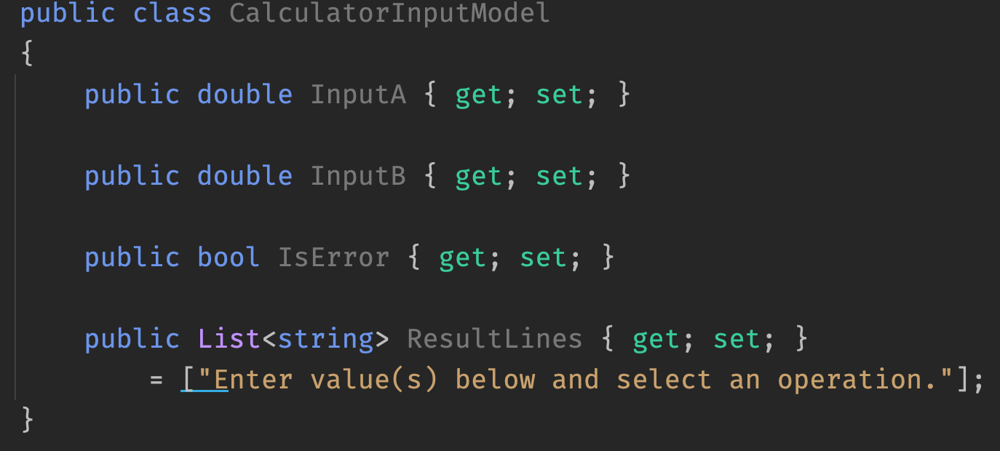 public class CalculatorInputModel
{
    public double InputA { get; set; }
    public double InputB { get; set; }
    public bool IsError { get; set; }
    public List<string> ResultLines { get; set; }
        = ["Enter value(s) below and select an operation."];
}